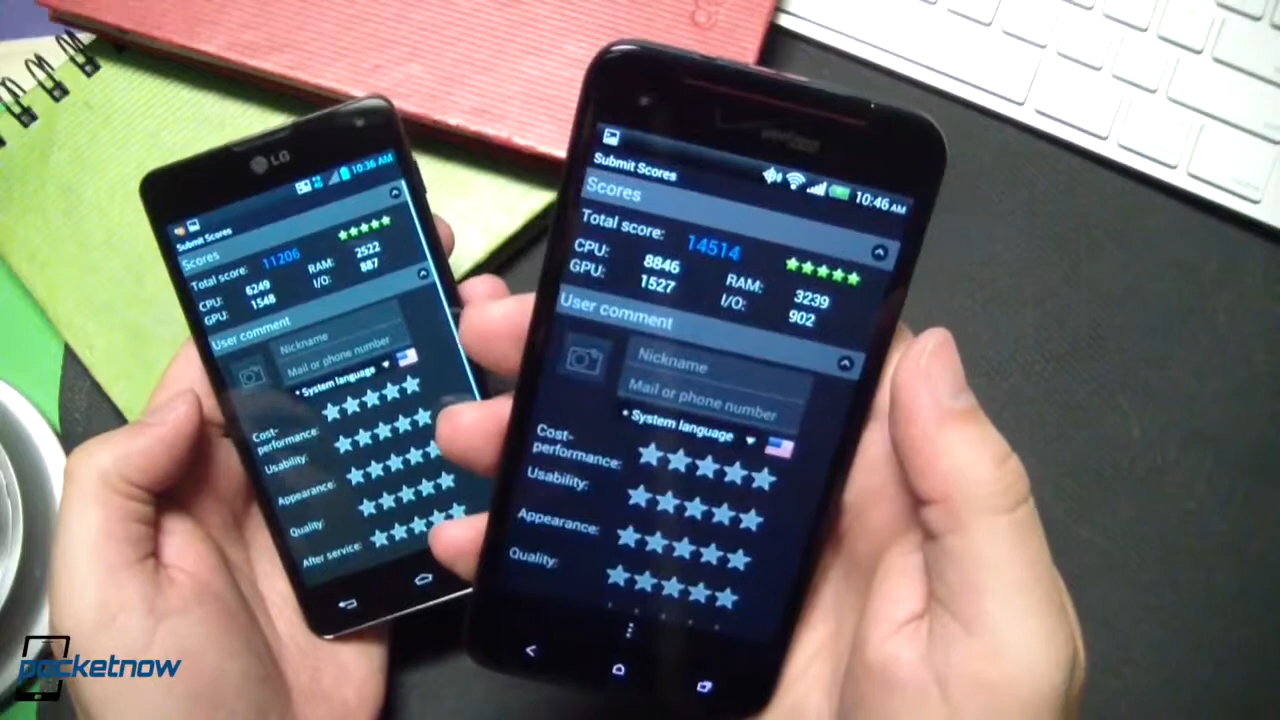 LG
10:36 AM
Submit Scores
Scores
Total score: 11206
CPU: 6249 RAM: 2522
GPU: 1548 I/O: 887
User comment
Nickname
Mail or phone number
* System language
Cost-
performance:
Usability:
Appearance:
Quality:
After service:
verizon
10:46 AM
Submit Scores
Scores
Total score: 14514
CPU: 8846 RAM: 3239
GPU: 1527 I/O: 902
User comment
Nickname
Mail or phone number
* System language
Cost-
performance:
Usability:
Appearance:
Quality:
pocketnow